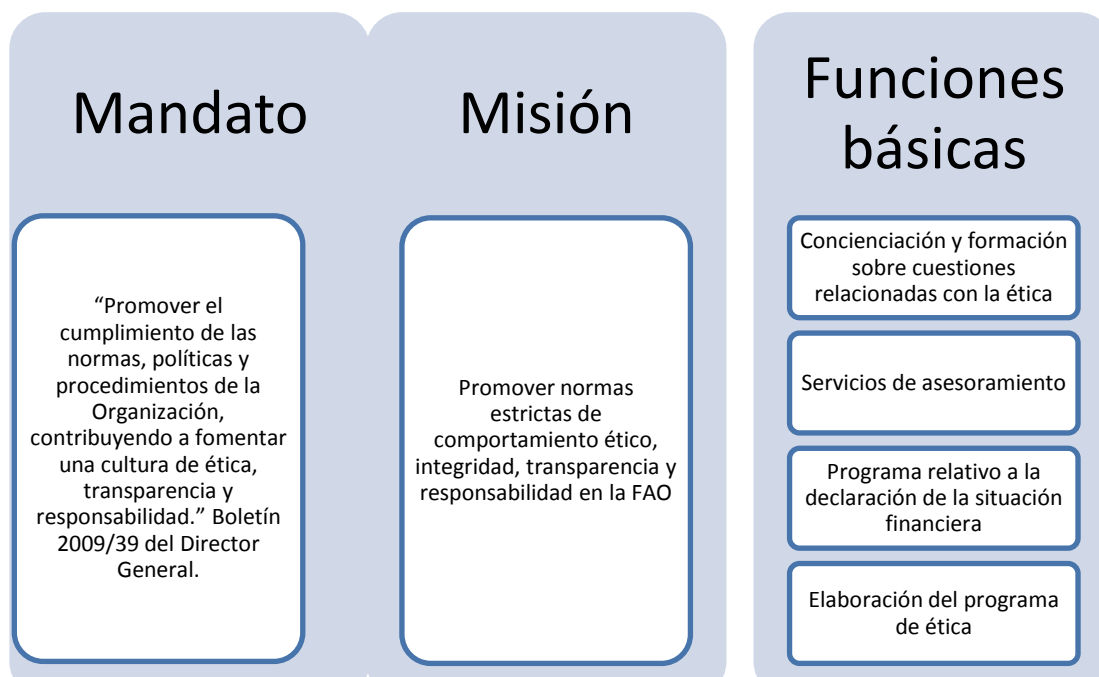 Mandato
“Promover el
cumplimiento de las
normas, políticas y
procedimientos de la
Organización,
contribuyendo a fomentar
una cultura de ética,
transparencia y
responsabilidad.” Boletín
2009/39 del Director
General.
Misión
Promover normas
estrictas de
comportamiento ético,
integridad, transparencia y
responsabilidad en la FAO
Funciones
básicas
Concienciación y formación
sobre cuestiones
relacionadas con la ética
Servicios de asesoramiento
Programa relativo a la
declaración de la situación
financiera
Elaboración del programa
de ética